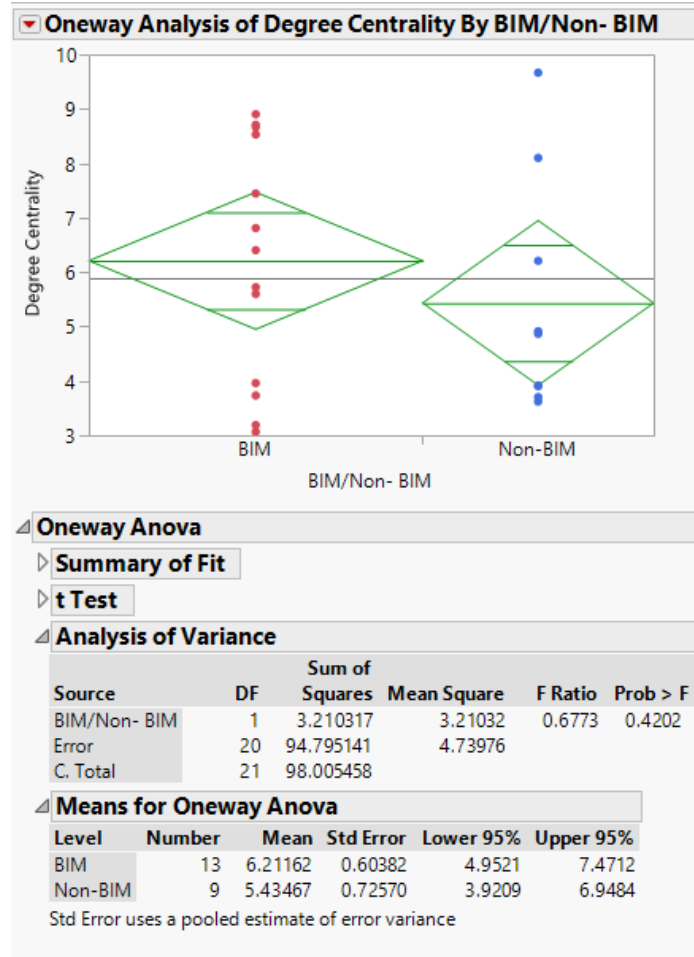 Oneway Analysis of Degree Centrality By BIM/Non- BIM
10
9
8
7
6
5
4
3
Degree Centrality
BIM Non-BIM
BIM/Non- BIM
Oneway Anova
Summary of Fit
t Test
Analysis of Variance
Sum of
Source DF Squares Mean Square F Ratio Prob > F
BIM/Non- BIM 1 3.210317 3.21032 0.6773 0.4202
Error 20 94.795141 4.73976
C. Total 21 98.005458
Means for Oneway Anova
Level Number Mean Std Error Lower 95% Upper 95%
BIM 13 6.21162 0.60382 4.9521 7.4712
Non-BIM 9 5.43467 0.72570 3.9209 6.9484
Std Error uses a pooled estimate of error variance